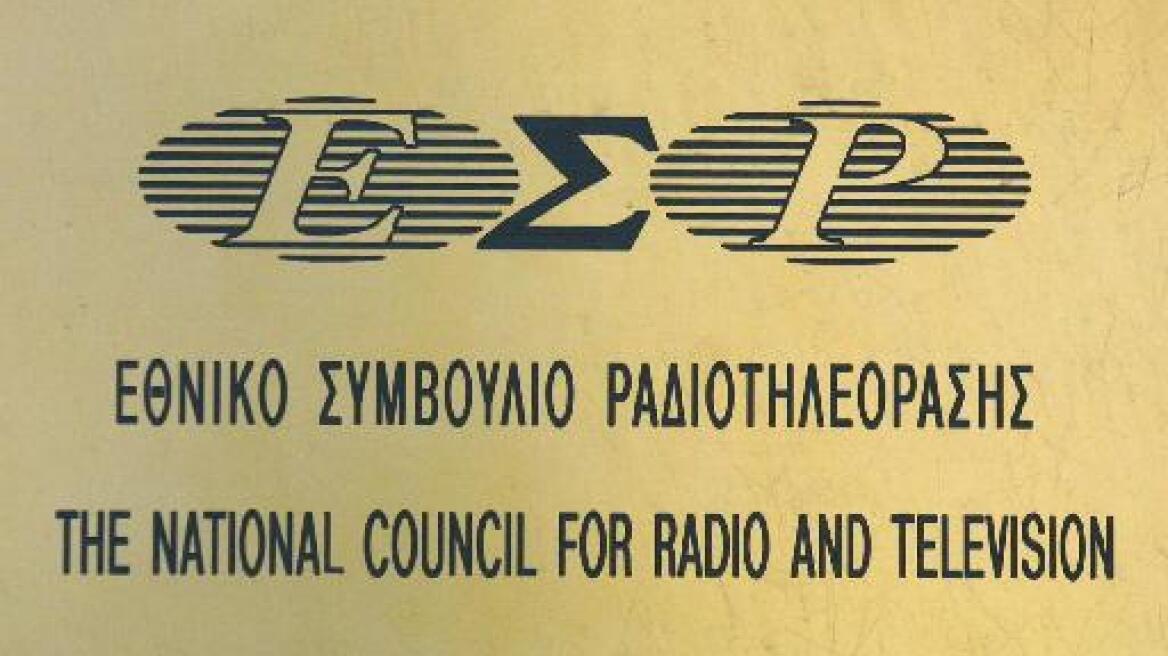 ΕΣΡ
ΕΘΝΙΚΟ ΣΥΜΒΟΥΛΙΟ ΡΑΔΙΟΤΗΛΕΟΡΑΣΗΣ
THE NATIONAL COUNCIL FOR RADIO AND TELEVISION